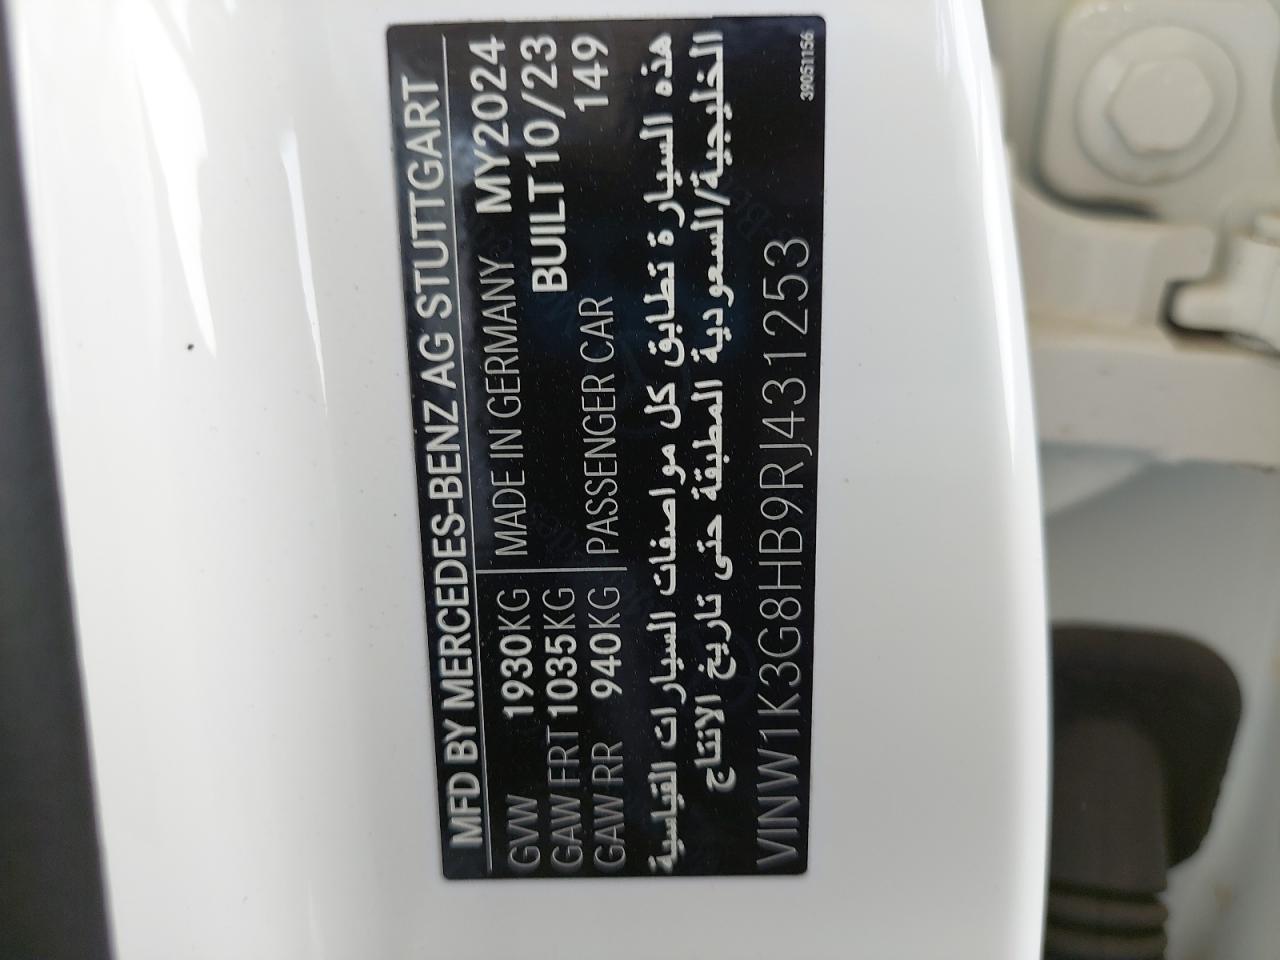 MFD BY MERCEDES-BENZ AG STUTTGART
GVW 1930KG MADE IN GERMANY MY2024
GAW FRT 1035KG BUILT 10/23
GAW RR 940KG PASSENGER CAR 149
هذه السيارة تطابق كل مواصفات السيارات القياسية
الخليجية/السعودية المطبقة حتى تاريخ الانتاج
VINW1K3G8HB9RJ431253
39051156